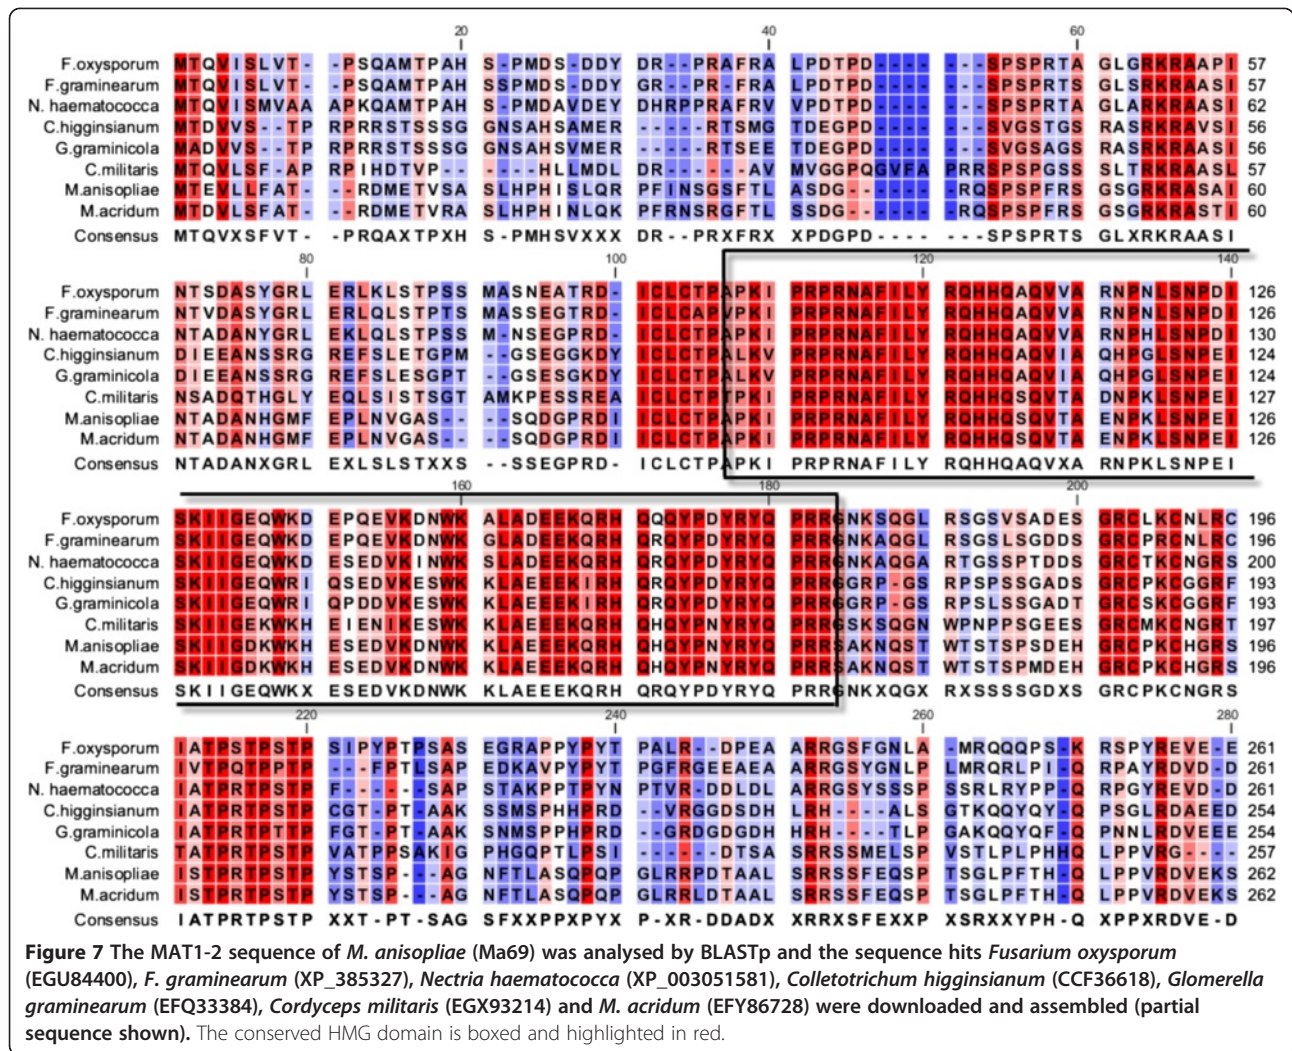 20 40 60
F.oxysporum MTQVISLVT- -PSQAMTPAH S-PMDS-DDY DR--PRAFRA LPDTPD---- ---SPSPRTA GLGRKRAAPI 57
F.graminearum MTQVISLVT- -PPKQAMTPAH SSPMDS-DDY GR--PR-FRA LPDTPD---- ---SPSPRTS GLSRKRAASI 57
N. haematococca MTQVISMVAA APKQAMTPAH SSPMDAVDEY DHRPPRAFRV VPDTPD---- ---SPSPRTA GLARKRAASI 62
C.higginsianum MTDVVS--TP RPRRSTSSSG GNSAHSAMER -----RTSMG TDEGPD---- ---SVGSTGS RASRKRAVSI 56
G.graminicola MADVVS--TP RPRRSTSSSG GNSAHSVMER -----RTSEE TDEGPD---- ---SVGSAGS RASRKRAVSI 56
C.militaris MTQVLSF-AP RPIHDTVP-- ----HLLMDL DR-----AV MVGGPQGVFA PRRSPSPGSS SLTRKRAASL 57
M.anisopliae MTEVLLFAT- --RDMETVSA SLHPHISLQR PFINSGSFTL ASDG------ -RQSPSPFRS GSGRKRASAI 60
M.acridum MTDVLSFAT- --RDMETVRA SLHPHINLQK PFRNSRGFTL SSDG------ -RQSPSPFRS GSGRKRASTI 60
Consensus MTQVXSFVT- -PRQAXTPXH S-PMHSVXXX DR--PRXFRX XPDGPD---- ---SPSPRTS GLXRKRAASI
80 100 120 140
F.oxysporum NTSDASYGRL ERLKLSTPSS MASNEATRD- ICLCTPAPKI PRPRNAFILY RQHHQAQVVA RNPNLSNPDI 126
F.graminearum NTVDASYGRL ERLQLSTPTS MASSEGTRD- ICLCAPVPKI PRPRNAFILY RQHHQAQVVA RNPNLSNPDI 126
N. haematococca NTADANYGRL EKLQLSTPSS M-NSEGPRD- ICLCTPAPKI PRPRNAFILY RQHHQAQVVA RNPHLSNPDI 130
C.higginsianum DIEEANSSRG REFSLETGPM --GSEGGKDY ICLCTPALKV PRPRNAFILY RQHHQAQVIA QHPGLSNPEI 124
G.graminicola DIEEANSSRG REFSLESGPT --GSESGKDY ICLCTPALKV PRPRNAFILY RQHHQAQVIA QHPGLSNPEI 124
C.militaris NSADQTHGLY EQLSISTSGT AMKPESSREA ICLCTPTPKI PRPRNAFILY RQHHQSQVTA DNPKLSNPEI 127
M.anisopliae NTADANHGMF EPLNVGAS-- --SQDGPRDI ICLCTPAPKI PRPRNAFILY RQHHQSQVTA ENPKLSNPEI 126
M.acridum NTADANHGMF EPLNVGAS-- --SQDGPRDI ICLCTPAPKI PRPRNAFILY RQHHQSQVTA ENPKLSNPEI 126
Consensus NTADANXGRL EXLSLSTXXS --SSEGPRD- ICLCTPAPKI PRPRNAFILY RQHHQAQVXA RNPKLSNPEI
160 180 200
F.oxysporum SKIIGEQWKD EPQEVKDNWK ALADEEKQRH QQQYPDYRYQ PRRGNKSQGL RSGSVSADES GRCLKCNLRC 196
F.graminearum SKIIGEQWKD EPQEVKDNWK GLADEEKQRH QQQYPDYRYQ PRRGNKAQGL RSGSLSGDDS GRCPRCNLRC 196
N. haematococca SKIIGEQWKD ESEDVKINWK ALADEEKQRH QRQYPDYRYQ PRRGNKAQGA RTGSSPTDDS GRCTKCNGRS 200
C.higginsianum SKIIGEQWRI QSEDVKESWK KLAEEEKIRH QRQYPDYRYQ PRRGGRP-GS RPSPSSGADS GRCPKCGGRF 193
G.graminicola SKIIGEQWRI QPDDVKESWK KLAEEEKIRH QRQYPDYRYQ PRRGGRP-GS RPSLSSGADT GRCSKCGGRF 193
C.militaris SKIIGEKWKH EIENIKESWK KLAEEEKQRH QRQYPDYRYQ PRRGSKSQGN WPNPPSGEES GRCMKCNGRT 197
M.anisopliae SKIIGDKWKH ESEDVKDNWK KLAEEEKQRH QHQYPNYRYQ PRRSAKNQST WTSTSPSDEH GRCPKCHGRS 196
M.acridum SKIIGDKWKH ESEDVKDNWK KLAEEEKQRH QHQYPNYRYQ PRRSAKNQST WTSTSPMDEH GRCPKCHGRS 196
Consensus SKIIGEQWKX ESEDVKDNWK KLAEEEKQRH QRQYPDYRYQ PRRGNKXQGX RXSSSSGDXS GRCPKCNGRS
220 240 260 280
F.oxysporum IATPSTPSTP SIPYPTPSAS EGRAPPYPYT PALR--DPEA ARRGSFGNLA -MRQQQPS-K RSPYREVE-E 261
F.graminearum IVTPQTPPTP ---FPTLSAP EDKAVPYPYT PGFRGEEAEA ARRGSYGNLP LMRQRLPI-Q RPAYRDVD-D 261
N. haematococca IATPRTPSTP F-----SAP PSTAKPPTPYN PTVR-DDLDL ARRGSYSSSP SSRLRYPP-Q RPGYREVD-D 261
C.higginsianum IATPRTPSTP CGT-PT-AAK SSMSPHHPRD --VRGGDSDH LRH---ALS GTKQQYQY-Q PSGLRDAEED 254
G.graminicola IATPRTPTTP FGT-PT-AAK SNMSPPHPRD --GRDGDGDH HRH---TLP GAKQQYQF-Q PNNLRDVEEE 254
C.militaris TATPRTPSTP VATPPSAKIG PHGQPTLPSI ------DTSA SRRSSMELSP VSTLPLPHHQ LPPVRG---- 257
M.anisopliae ISTPRTPSTP YSTSP--AG NFTLASQPQP GLRRPDTAAL SRRSSFEQSP TSGLPFTH-Q LPPVRDVEKS 262
M.acridum ISTPRTPSTP YSTSP--AG NFTLASQPQP GLRRLDTAAL SRRSSFEQSP TSGLPFTH-Q LPPVRDVEKS 262
Consensus IATPRTPSTP XXT-PT-SAG SFXXPPXPYX P-XR-DDADX XRRXSFEXXP XSRXXYPH-Q XPPXRDVE-D
Figure 7 The MAT1-2 sequence of M. anisopliae (Ma69) was analysed by BLASTp and the sequence hits Fusarium oxysporum
(EGU84400), F. graminearum (XP_385327), Nectria haematococca (XP_003051581), Colletotrichum higginsianum (CCF36618), Glomerella
graminearum (EFQ33384), Cordyceps militaris (EGX93214) and M. acridum (EFY86728) were downloaded and assembled (partial
sequence shown). The conserved HMG domain is boxed and highlighted in red.